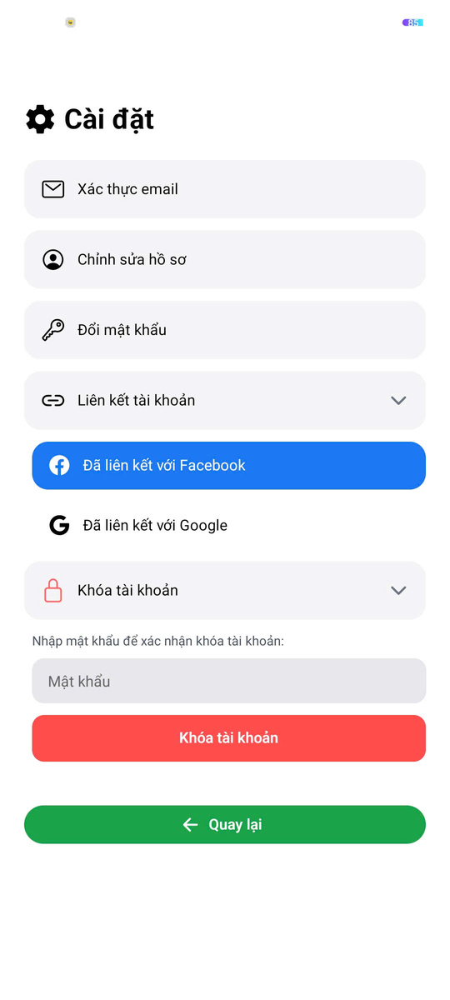 85
Cài đặt
Xác thực email
Chỉnh sửa hồ sơ
Đổi mật khẩu
Liên kết tài khoản
Đã liên kết với Facebook
Đã liên kết với Google
Khóa tài khoản
Nhập mật khẩu để xác nhận khóa tài khoản:
Mật khẩu
Khóa tài khoản
Quay lại